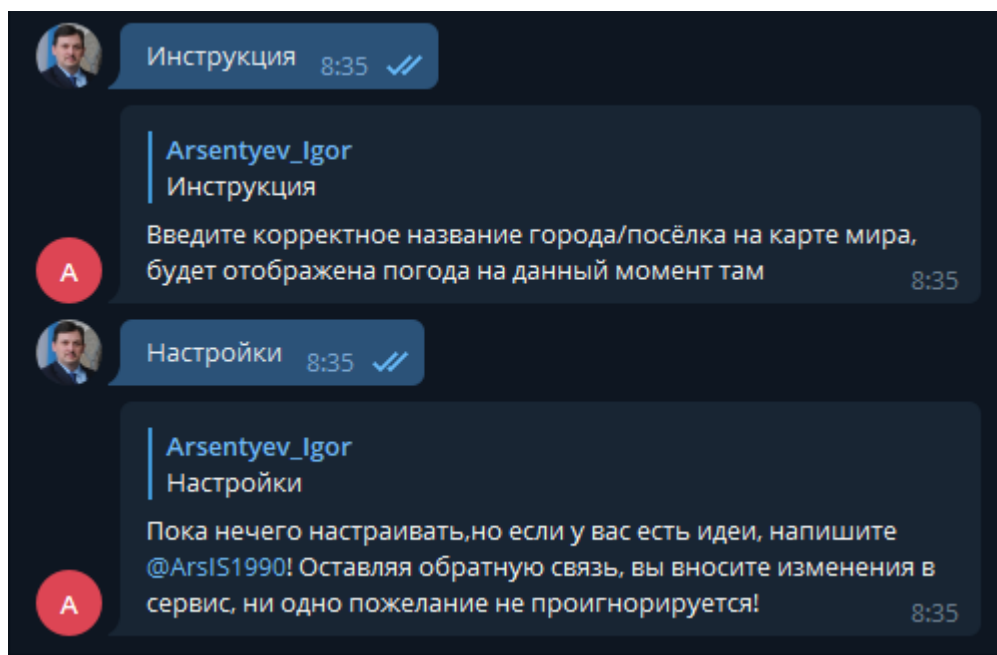 Инструкция 8:35
Arsentyev_Igor
Инструкция
Введите корректное название города/посёлка на карте мира,
будет отображена погода на данный момент там
A
8:35
Настройки 8:35
Arsentyev_Igor
Настройки
Пока нечего настраивать,но если у вас есть идеи, напишите
@ArsIS1990! Оставляя обратную связь, вы вносите изменения в
сервис, ни одно пожелание не проигнорируется!
A
8:35